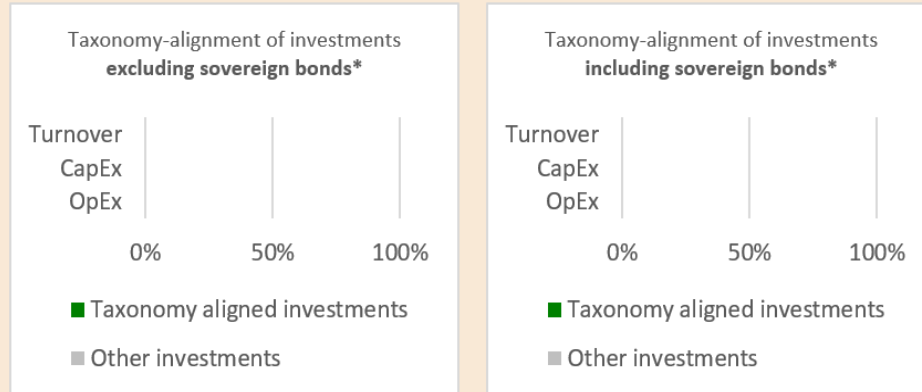 Taxonomy-alignment of investments
excluding sovereign bonds*
Turnover
CapEx
OpEx
0% 50% 100%
Taxonomy aligned investments
Other investments
Taxonomy-alignment of investments
including sovereign bonds*
Turnover
CapEx
OpEx
0% 50% 100%
Taxonomy aligned investments
Other investments